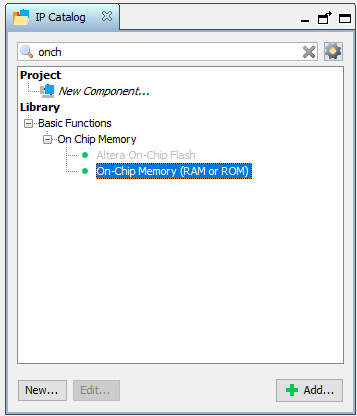 IP Catalog
onch
Project
New Component...
Library
Basic Functions
On Chip Memory
Altera On-Chip Flash
On-Chip Memory (RAM or ROM)
New... Edit... Add...